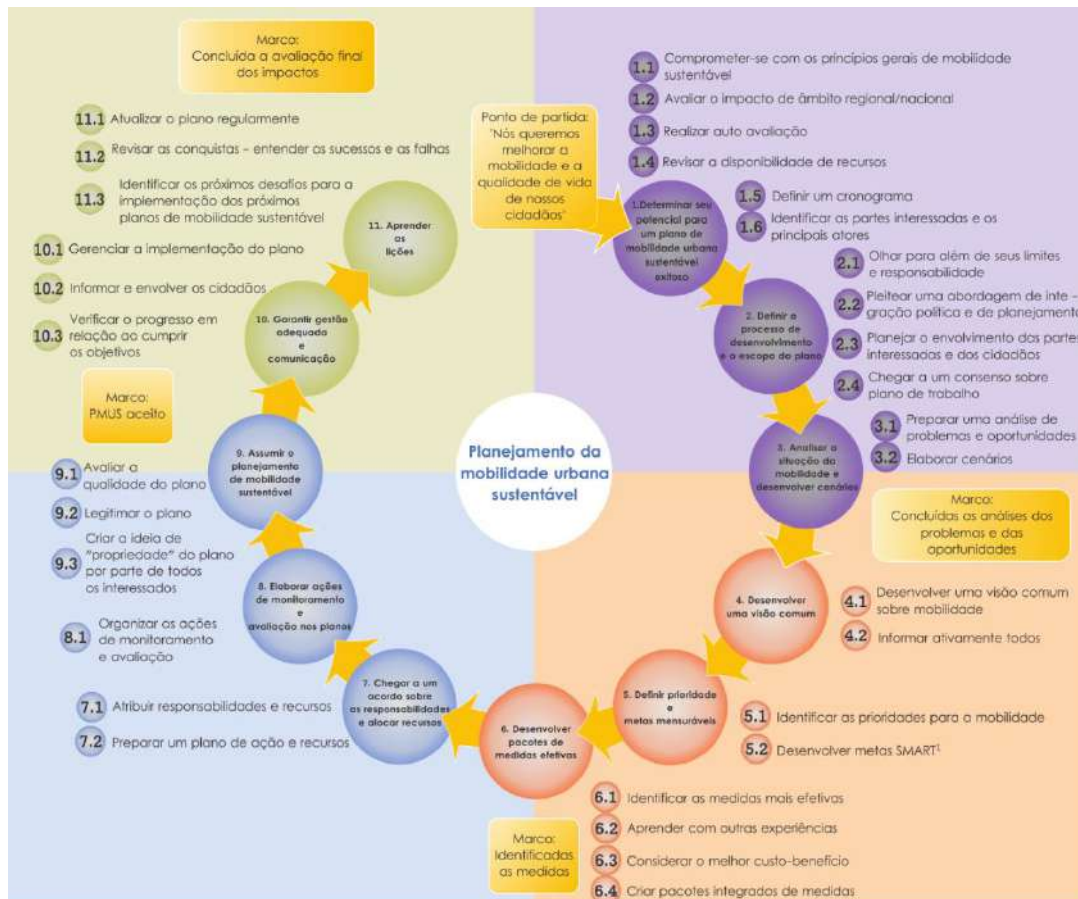 Marco:
Concluída a avaliação final
dos impactos
11.1 Atualizar o plano regularmente
11.2 Revisar as conquistas – entender as sucessos e as falhas
11.3 Identificar os próximos desafios para a
implementação dos próximos
planos de mobilidade sustentável
10.1 Gerenciar a implementação do plano
10.2 Informar e envolver os cidadãos
10.3 Verificar o progresso em
relação ao cumprir
os objetivos
Marco:
PMUS aceito
Ponto de partida:
"Nós queremos
melhorar a
mobilidade e a
qualidade de vida
de nossos
cidadãos"
1.1 Comprometer-se com os princípios gerais de mobilidade
sustentável
1.2 Avaliar o impacto de âmbito regional/nacional
1.3 Realizar auto avaliação
1.4 Revisar a disponibilidade de recursos
1.5 Definir um cronograma
1.6 Identificar as partes interessadas e os
principais atores
1.Determinar seu
potencial para
um plano de
mobilidade urbana
sustentável
exitoso
2.1 Olhar para além de seus limites
e responsabilidade
2.2 Pleitear uma abordagem de inte –
gração política e de planejamento
2.3 Planejar o envolvimento das partes
interessadas e dos cidadãos
2.4 Chegar a um consenso sobre
plano de trabalho
2. Definir o
processo de
desenvolvimento
e o escopo do plano
3.1 Preparar uma análise de
problemas e oportunidades
3.2 Elaborar cenários
3. Analisar a
situação da
mobilidade e
desenvolver cenários
Marco:
Concluídas as análises dos
problemas e das
oportunidades
4. Desenvolver
uma visão comum
4.1 Desenvolver uma visão comum
sobre mobilidade
4.2 Informar ativamente todos
5. Definir prioridade
e
metas mensuráveis
5.1 Identificar as prioridades para a mobilidade
5.2 Desenvolver metas SMART¹
6. Desenvolver
pacotes de
medidas efetivas
6.1 Identificar as medidas mais efetivas
6.2 Aprender com outras experiências
6.3 Considerar o melhor custo-benefício
6.4 Criar pacotes integrados de medidas
Marco:
Identificadas
as medidas
7. Chegar a um
acordo sobre
as responsabilidades
e alocar recursos
7.1 Atribuir responsabilidades e recursos
7.2 Preparar um plano de ação e recursos
8. Elaborar ações
de monitoramento
e
avaliação nos planos
8.1 Organizar as ações
de monitoramento
e avaliação
9. Assumir o
planejamento
de mobilidade
sustentável
9.1 Avaliar a
qualidade do plano
9.2 Legitimar o plano
9.3 Criar a ideia de
"propriedade" do plano
por parte de todos
os interessados
10. Garantir gestão
adequada
e
comunicação
11. Aprender
as
lições
Planejamento da
mobilidade urbana
sustentável